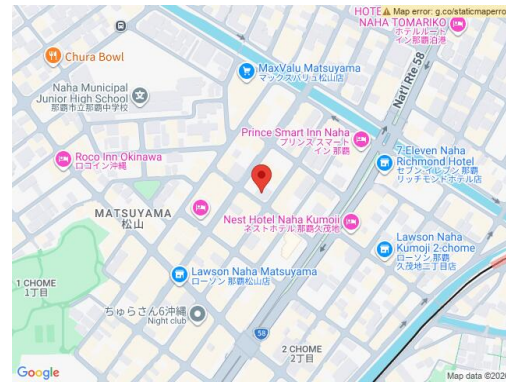 HOTE
⚠ Map error: g.co/staticmaperro
NAHA TOMARIKO
ホテルルート
イン那覇泊港
Chura Bowl
MaxValu Matsuyama
マックスバリュ松山店
Nat'l Rte 58
Naha Municipal
Junior High School
那覇市立那覇中学校
Prince Smart Inn Naha
プリンス スマート
イン 那覇
7-Eleven Naha
Richmond Hotel
セブン-イレブン 那覇
リッチモンドホテル店
Roco Inn Okinawa
ロコイン沖縄
MATSUYAMA
松山
Nest Hotel Naha Kumoji
ネストホテル 那覇久茂地
Lawson Naha
Kumoji 2-chome
ローソン 那覇
久茂地二丁目店
Lawson Naha Matsuyama
ローソン 那覇松山店
1 CHOME
1丁目
ちゅらさん6沖縄
Night club
58
2 CHOME
2丁目
Google
Map data ©2026